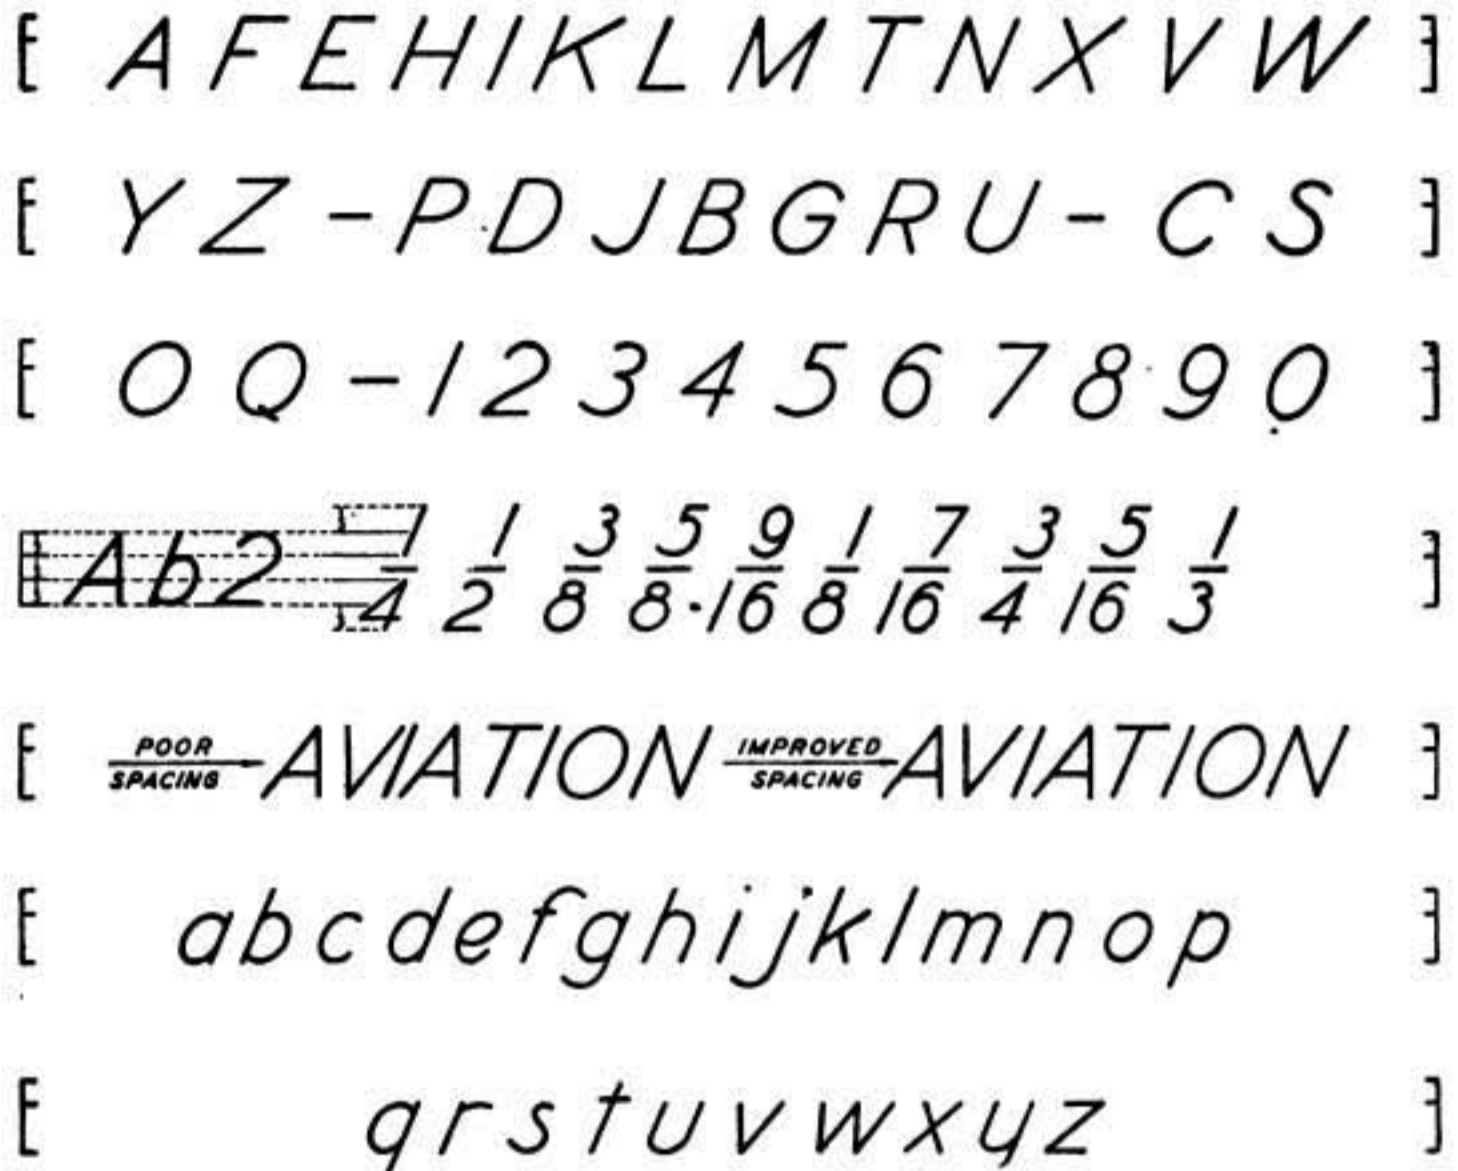 A F E H I K L M T N X V W
Y Z - P D J B G R U - C S
O Q - 1 2 3 4 5 6 7 8 9 0
Ab2 1/4 1/2 3/8 5/8 9/16 1/8 7/16 3/4 5/16 1/3
POOR SPACING AVIATION IMPROVED SPACING AVIATION
a b c d e f g h i j k l m n o p
q r s t u v w x y z